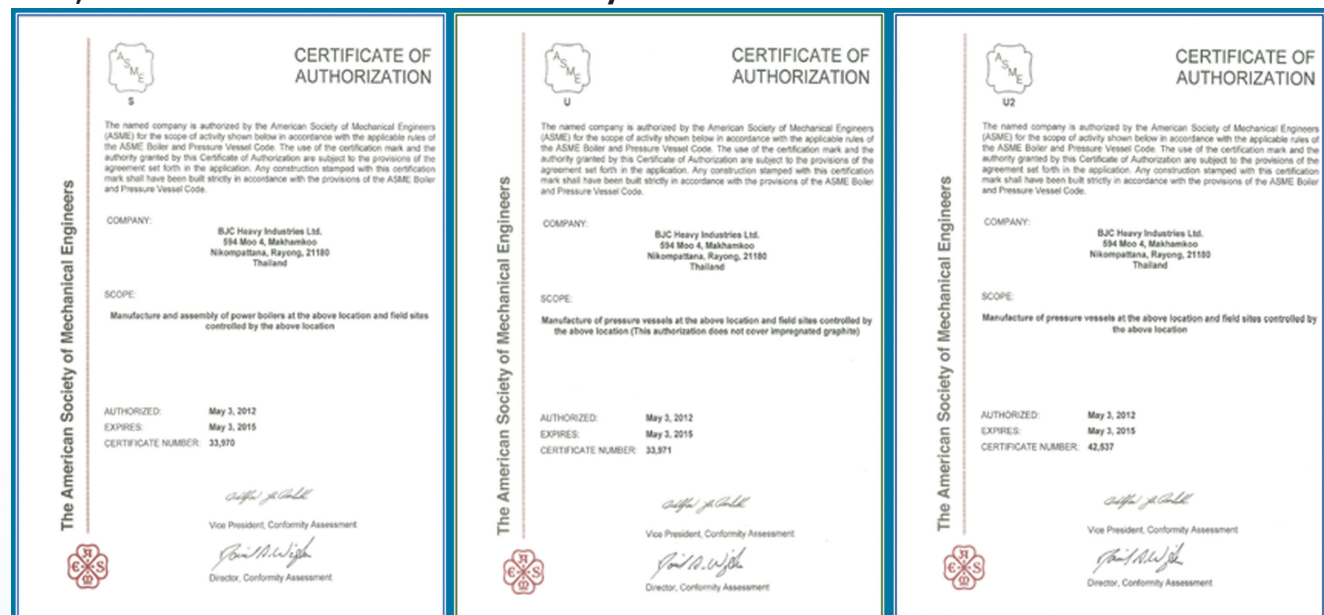 ASME
S
CERTIFICATE OF
AUTHORIZATION
The named company is authorized by the American Society of Mechanical Engineers
(ASME) for the scope of activity shown below in accordance with the applicable rules of
the ASME Boiler and Pressure Vessel Code. The use of the certification mark and the
authority granted by this Certificate of Authorization are subject to the provisions of the
agreement set forth in the application. Any construction stamped with this certification
mark shall have been built strictly in accordance with the provisions of the ASME Boiler
and Pressure Vessel Code.
COMPANY:
BJC Heavy Industries Ltd.
594 Moo 4, Makhamkoo
Nikompattana, Rayong, 21180
Thailand
SCOPE:
Manufacture and assembly of power boilers at the above location and field sites
controlled by the above location
AUTHORIZED: May 3, 2012
EXPIRES: May 3, 2015
CERTIFICATE NUMBER: 33,970
Vice President, Conformity Assessment
Director, Conformity Assessment
The American Society of Mechanical Engineers
ASME
U
CERTIFICATE OF
AUTHORIZATION
The named company is authorized by the American Society of Mechanical Engineers
(ASME) for the scope of activity shown below in accordance with the applicable rules of
the ASME Boiler and Pressure Vessel Code. The use of the certification mark and the
authority granted by this Certificate of Authorization are subject to the provisions of the
agreement set forth in the application. Any construction stamped with this certification
mark shall have been built strictly in accordance with the provisions of the ASME Boiler
and Pressure Vessel Code.
COMPANY:
BJC Heavy Industries Ltd.
594 Moo 4, Makhamkoo
Nikompattana, Rayong, 21180
Thailand
SCOPE:
Manufacture of pressure vessels at the above location and field sites controlled by
the above location (This authorization does not cover impregnated graphite)
AUTHORIZED: May 3, 2012
EXPIRES: May 3, 2015
CERTIFICATE NUMBER: 33,971
Vice President, Conformity Assessment
Director, Conformity Assessment
The American Society of Mechanical Engineers
ASME
U2
CERTIFICATE OF
AUTHORIZATION
The named company is authorized by the American Society of Mechanical Engineers
(ASME) for the scope of activity shown below in accordance with the applicable rules of
the ASME Boiler and Pressure Vessel Code. The use of the certification mark and the
authority granted by this Certificate of Authorization are subject to the provisions of the
agreement set forth in the application. Any construction stamped with this certification
mark shall have been built strictly in accordance with the provisions of the ASME Boiler
and Pressure Vessel Code.
COMPANY:
BJC Heavy Industries Ltd.
594 Moo 4, Makhamkoo
Nikompattana, Rayong, 21180
Thailand
SCOPE:
Manufacture of pressure vessels at the above location and field sites controlled by
the above location
AUTHORIZED: May 3, 2012
EXPIRES: May 3, 2015
CERTIFICATE NUMBER: 42,537
Vice President, Conformity Assessment
Director, Conformity Assessment
The American Society of Mechanical Engineers